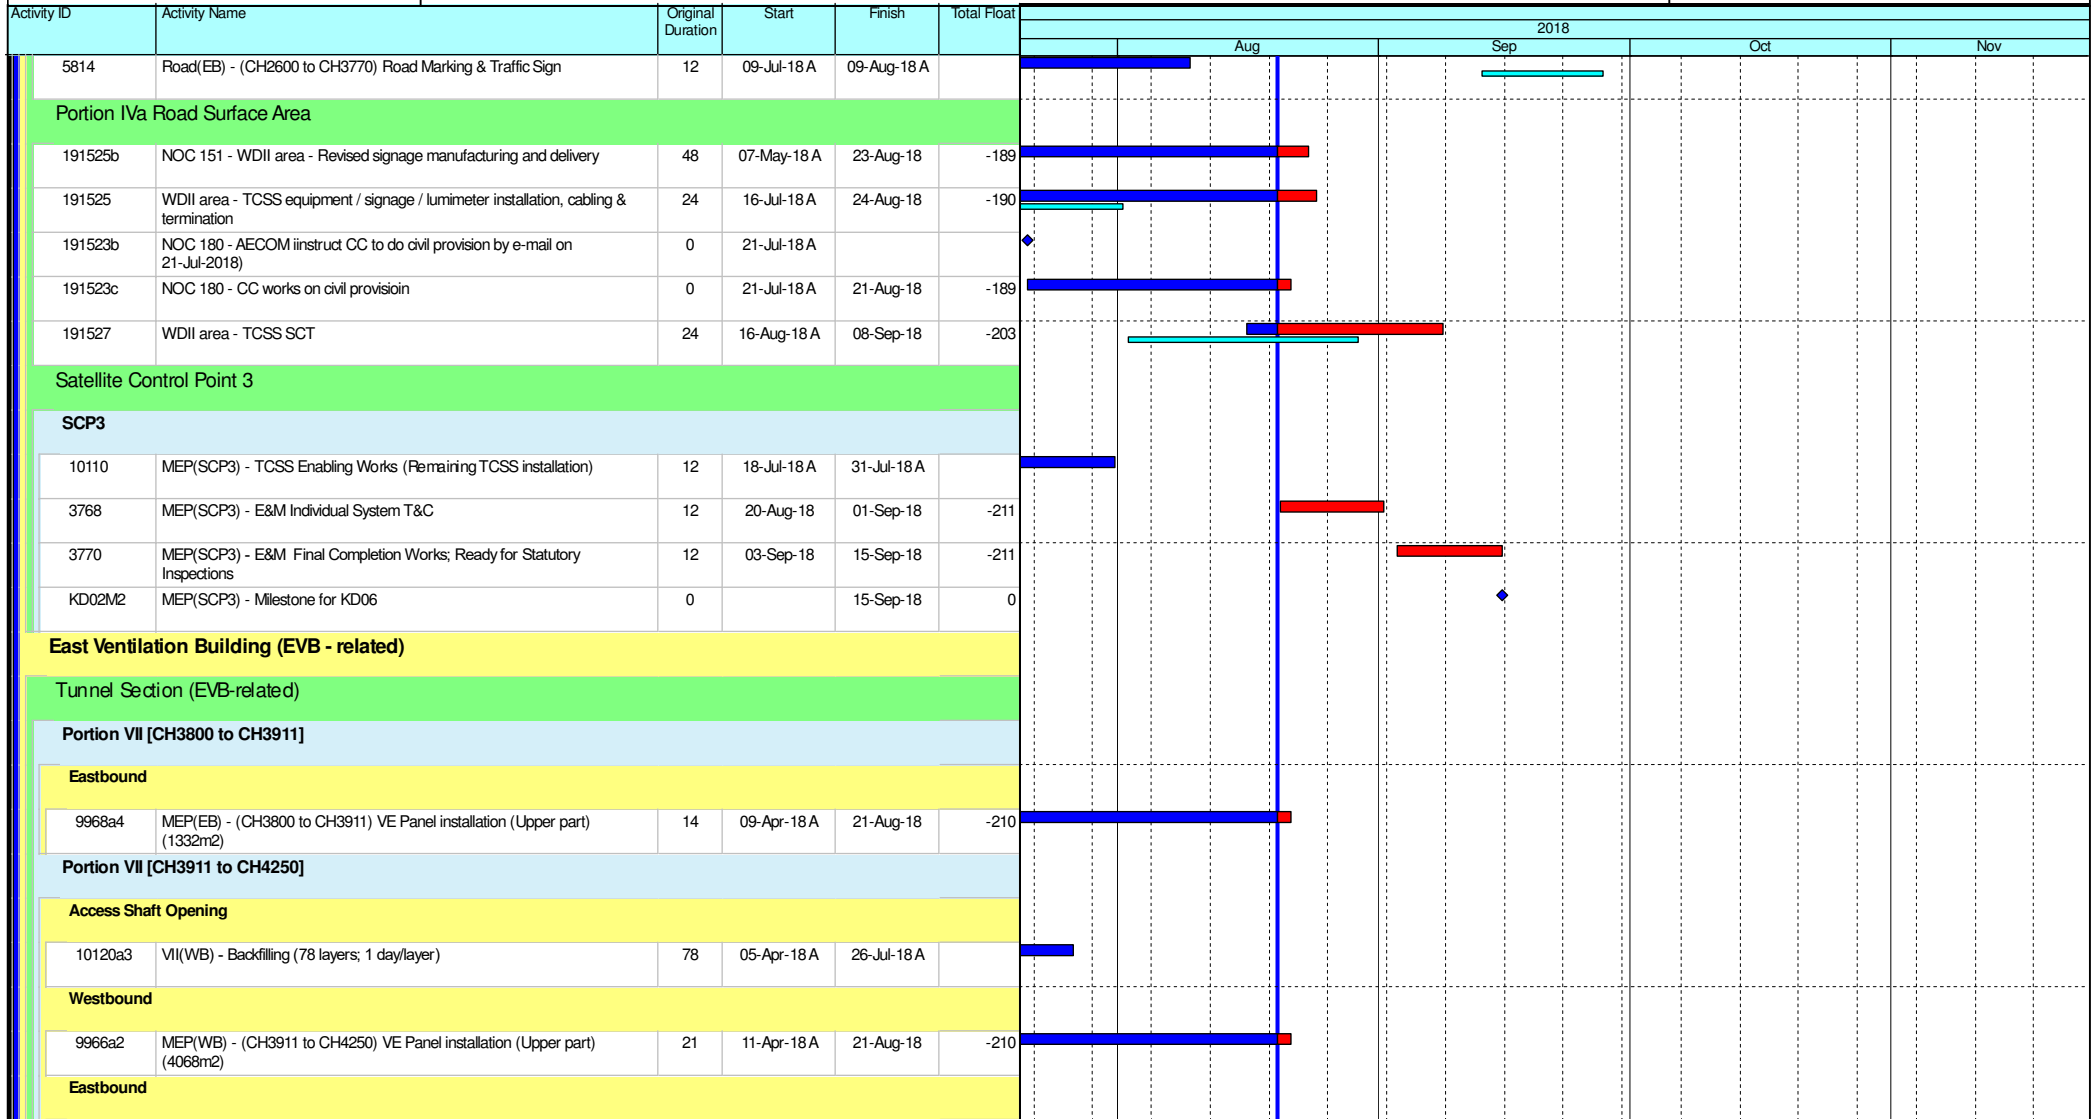 Activity ID Activity Name Original Duration Start Finish Total Float
2018
Aug Sep Oct Nov
5814 Road(EB) - (CH2600 to CH3770) Road Marking & Traffic Sign 12 09-Jul-18 A 09-Aug-18 A
Portion IVa Road Surface Area
191525b NOC 151 - WDII area - Revised signage manufacturing and delivery 48 07-May-18 A 23-Aug-18 -189
191525 WDII area - TCSS equipment / signage / lumimeter installation, cabling & 24 16-Jul-18 A 24-Aug-18 -190
termination
191523b NOC 180 - AECOM iinstruct CC to do civil provision by e-mail on 0 21-Jul-18 A
21-Jul-2018)
191523c NOC 180 - CC works on civil provisioin 0 21-Jul-18 A 21-Aug-18 -189
191527 WDII area - TCSS SCT 24 16-Aug-18 A 08-Sep-18 -203
Satellite Control Point 3
SCP3
10110 MEP(SCP3) - TCSS Enabling Works (Remaining TCSS installation) 12 18-Jul-18 A 31-Jul-18 A
3768 MEP(SCP3) - E&M Individual System T&C 12 20-Aug-18 01-Sep-18 -211
3770 MEP(SCP3) - E&M Final Completion Works; Ready for Statutory 12 03-Sep-18 15-Sep-18 -211
Inspections
KD02M2 MEP(SCP3) - Milestone for KD06 0 15-Sep-18 0
East Ventilation Building (EVB - related)
Tunnel Section (EVB-related)
Portion VII [CH3800 to CH3911]
Eastbound
9968a4 MEP(EB) - (CH3800 to CH3911) VE Panel installation (Upper part) 14 09-Apr-18 A 21-Aug-18 -210
(1332m2)
Portion VII [CH3911 to CH4250]
Access Shaft Opening
10120a3 VII(WB) - Backfilling (78 layers; 1 day/layer) 78 05-Apr-18 A 26-Jul-18 A
Westbound
9966a2 MEP(WB) - (CH3911 to CH4250) VE Panel installation (Upper part) 21 11-Apr-18 A 21-Aug-18 -210
(4068m2)
Eastbound